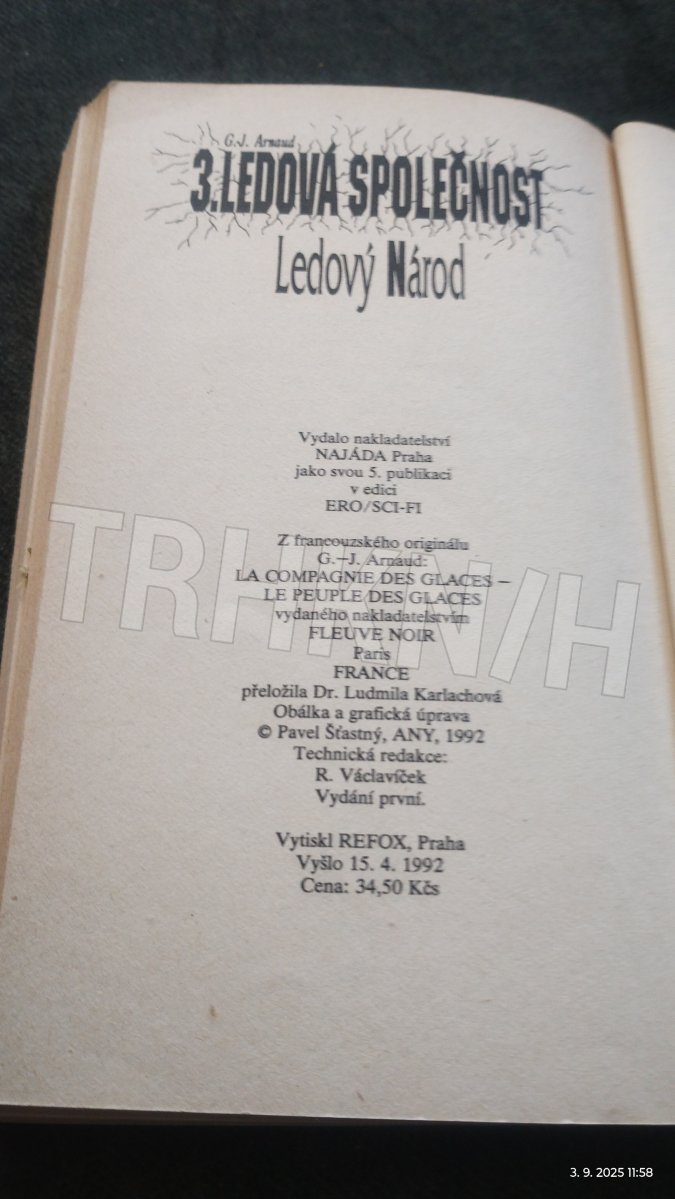 G.J. Arnaud
3.LEDOVÁ SPOLEČNOST
Ledový Národ
Vydalo nakladatelství
NAJÁDA Praha
jako svou 5. publikaci
v edici
ERO/SCI-FI
Z francouzského originálu
G.—J. Arnaud:
LA COMPAGNIE DES GLACES —
LE PEUPLE DES GLACES
vydaného nakladatelstvím
FLEUVE NOIR
Paris
FRANCE
přeložila Dr. Ludmila Karlachová
Obálka a grafická úprava
© Pavel Šťastný, ANY, 1992
Technická redakce:
R. Václavíček
Vydání první.
Vytiskl REFOX, Praha
Vyšlo 15. 4. 1992
Cena: 34,50 Kčs
3. 9. 2025 11:58